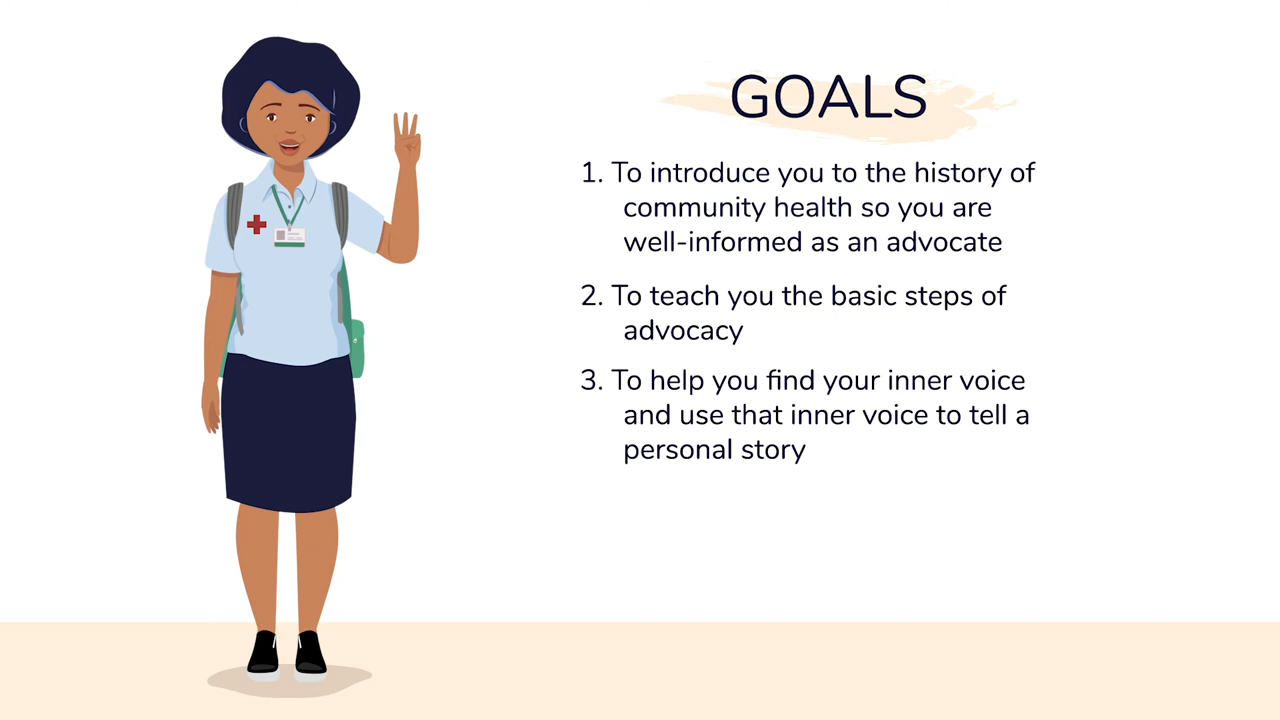 GOALS
1. To introduce you to the history of
community health so you are
well-informed as an advocate
2. To teach you the basic steps of
advocacy
3. To help you find your inner voice
and use that inner voice to tell a
personal story